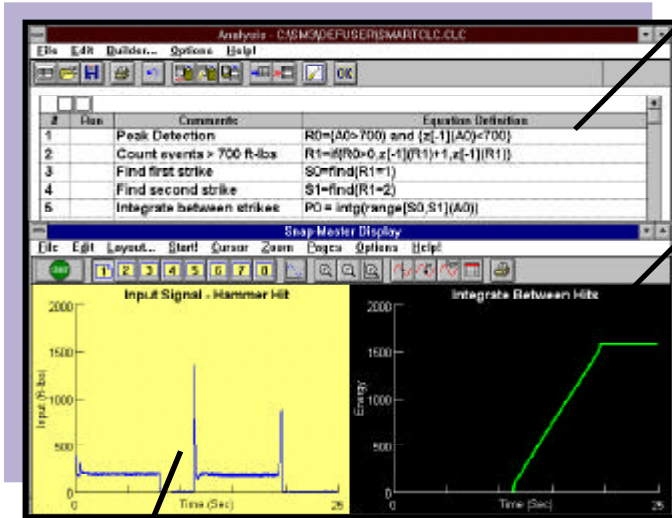 Analysis - C:\SM3\DEFUSER\SMARTCLC.CLC
File Edit Builder... Options Help!
OK
# Run Comments Equation Definition
1 Peak Detection R0=(A0>700) and (z[-1](A0)<700)
2 Count events > 700 ft-lbs R1=if(R0>0,z[-1](R1)+1,z[-1](R1))
3 Find first strike S0=find(R1=1)
4 Find second strike S1=find(R1=2)
5 Integrate between strikes P0 = intg(range[S0,S1](A0))
Snap-Master Display
File Edit Layout... Start! Cursor Zoom Pages Options Help!
1 2 3 4 5 6 7 8
Input Signal - Hammer Hit
2000
1500
1000
500
0
Input (ft-lbs)
0 Time (Sec) 25
Integrate Between Hits
2000
1500
1000
500
0
Energy
0 Time (Sec) 25